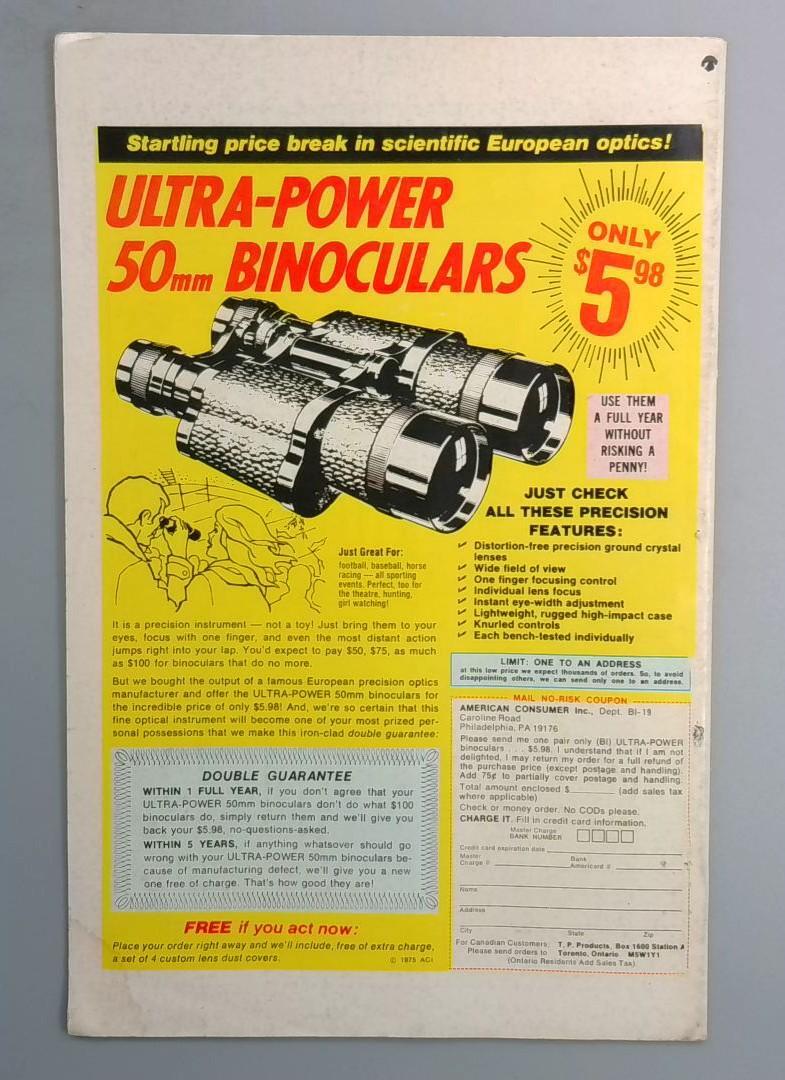 Startling price break in scientific European optics!
ULTRA-POWER
50mm BINOCULARS
ONLY
$5.98
USE THEM
A FULL YEAR
WITHOUT
RISKING A
PENNY!
JUST CHECK
ALL THESE PRECISION
FEATURES:
Distortion-free precision ground crystal
lenses
Wide field of view
One finger focusing control
Individual lens focus
Instant eye-width adjustment
Lightweight, rugged high-impact case
Knurled controls
Each bench-tested individually
Just Great For:
football, baseball, horse
racing — all sporting
events. Perfect, too for
the theatre, hunting,
girl watching!
It is a precision instrument — not a toy! Just bring them to your
eyes, focus with one finger, and even the most distant action
jumps right into your lap. You'd expect to pay $50, $75, as much
as $100 for binoculars that do no more.
But we bought the output of a famous European precision optics
manufacturer and offer the ULTRA-POWER 50mm binoculars for
the incredible price of only $5.98! And, we're so certain that this
fine optical instrument will become one of your most prized per-
sonal possessions that we make this iron-clad double guarantee:
DOUBLE GUARANTEE
WITHIN 1 FULL YEAR, if you don't agree that your
ULTRA-POWER 50mm binoculars don't do what $100
binoculars do, simply return them and we'll give you
back your $5.98, no-questions-asked.
WITHIN 5 YEARS, if anything whatsoever should go
wrong with your ULTRA-POWER 50mm binoculars be-
cause of manufacturing defect, we'll give you a new
one free of charge. That's how good they are!
FREE if you act now:
Place your order right away and we'll include, free of extra charge,
a set of 4 custom lens dust covers.
© 1975 ACI
LIMIT: ONE TO AN ADDRESS
at this low price we expect thousands of orders. So, to avoid
disappointing others, we can send only one to an address.
MAIL NO-RISK COUPON
AMERICAN CONSUMER Inc., Dept. BI-19
Caroline Road
Philadelphia, PA 19176
Please send me one pair only (BI) ULTRA-POWER
binoculars . . . $5.98. I understand that if I am not
delighted, I may return my order for a full refund of
the purchase price (except postage and handling).
Add 75¢ to partially cover postage and handling.
Total amount enclosed $ (add sales tax
where applicable)
Check or money order. No CODs please.
CHARGE IT. Fill in credit card information.
Master Charge
BANK NUMBER
Credit card expiration date
Master
Charge #
Bank
Americard #
Name
Address
City State Zip
For Canadian Customers: T. P. Products, Box 1600 Station A
Please send orders to Toronto, Ontario M5W1Y1
(Ontario Residents Add Sales Tax)